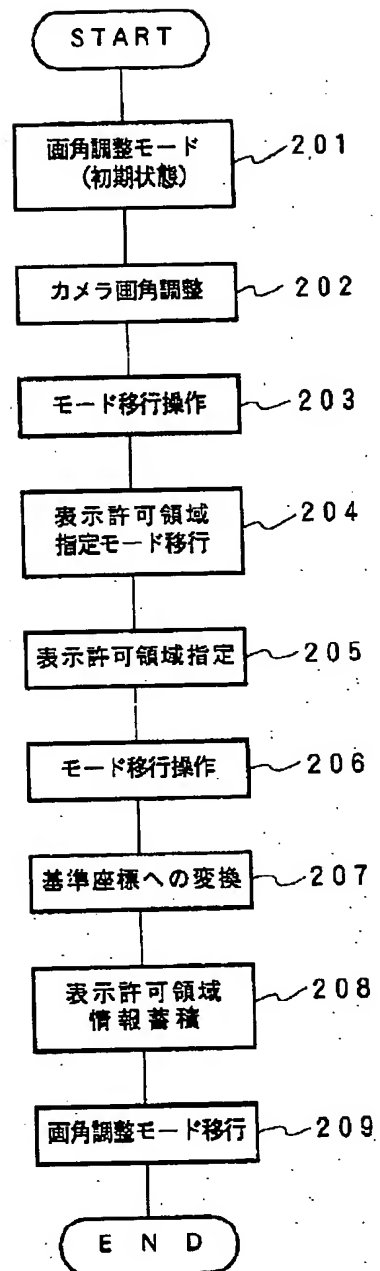 START
画角調整モード 201
(初期状態)
カメラ画角調整 202
モード移行操作 203
表示許可領域 204
指定モード移行
表示許可領域指定 205
モード移行操作 206
基準座標への変換 207
表示許可領域 208
情報蓄積
画角調整モード移行 209
END